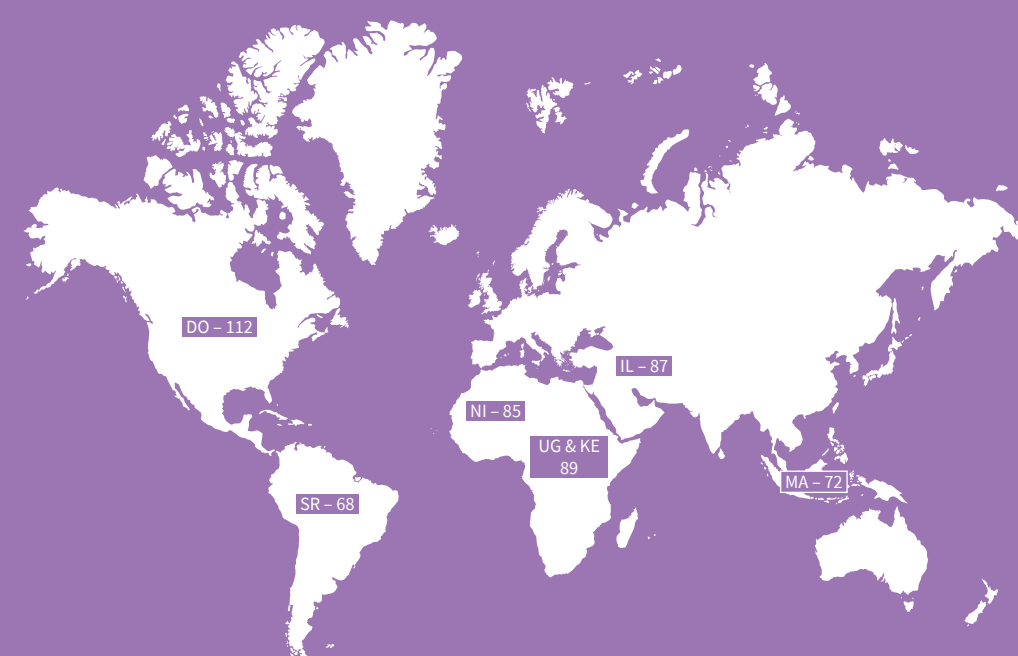 DO – 112
IL – 87
NI – 85
UG & KE
89
MA – 72
SR – 68